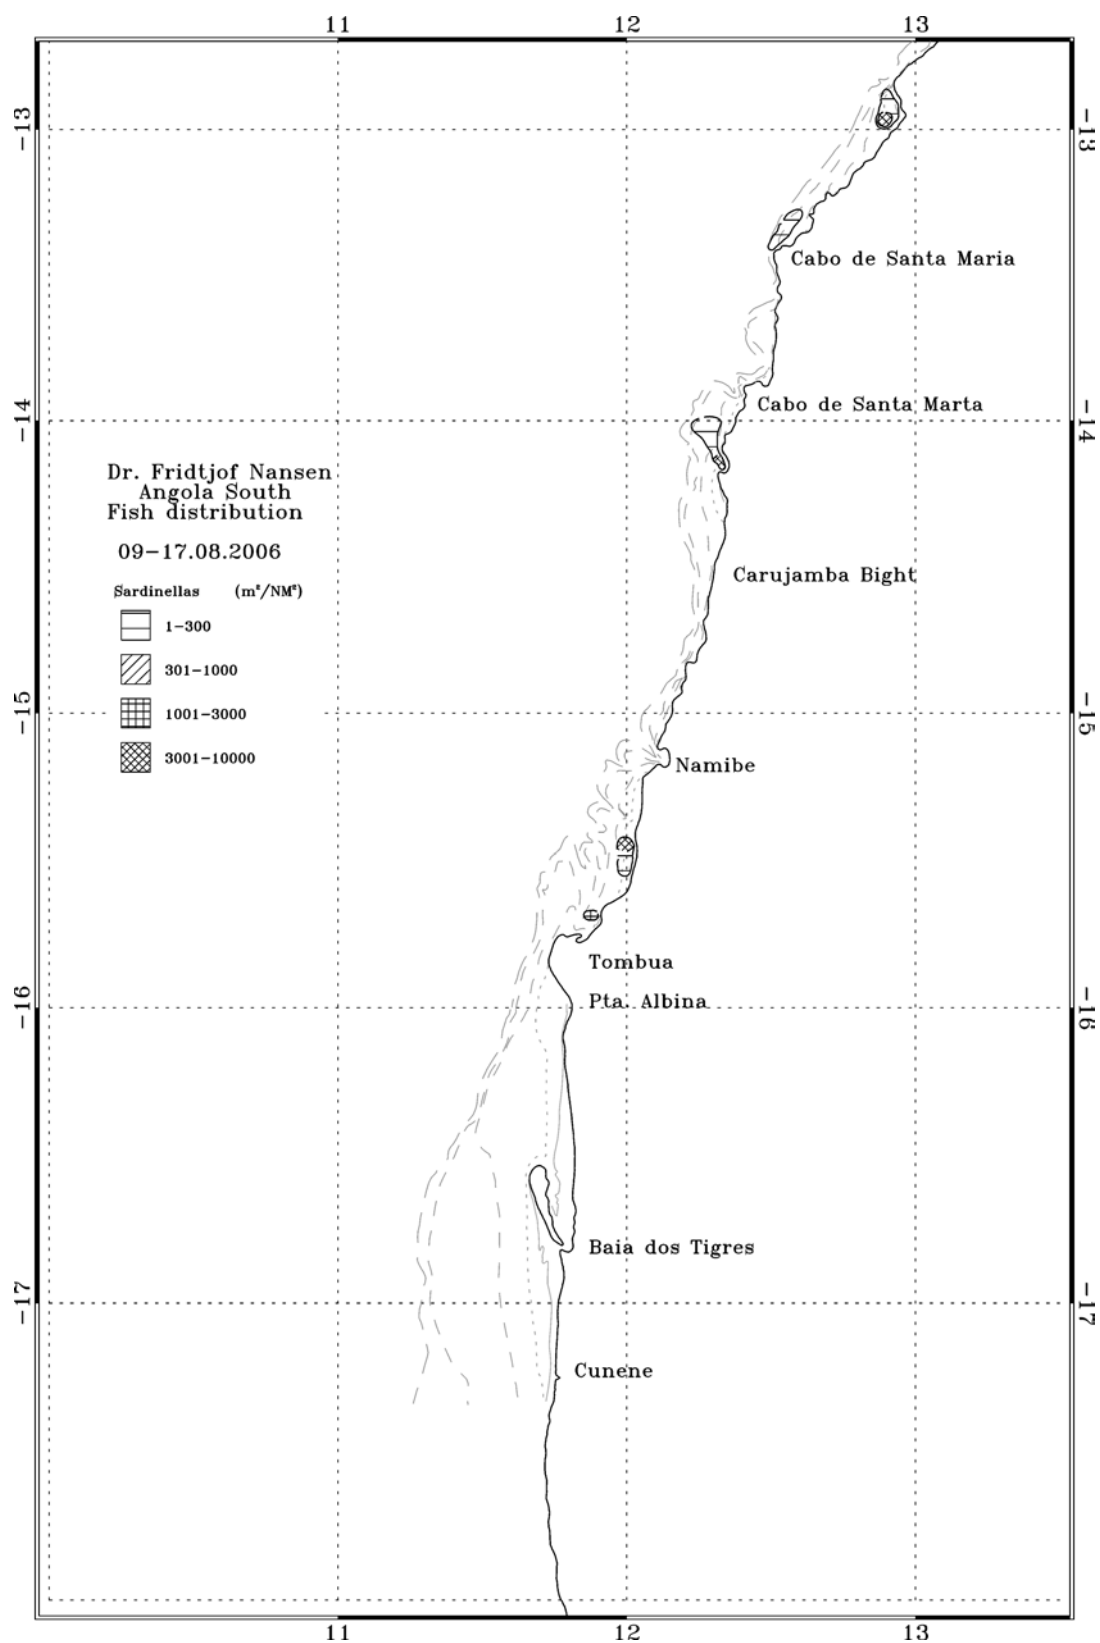 11 12 13
-13 -13
Cabo de Santa Maria
Cabo de Santa Marta
-14 -14
Dr. Fridtjof Nansen
Angola South
Fish distribution
09-17.08.2006
Carujamba Bight
Sardinellas (m²/NM²)
1-300
301-1000
1001-3000
3001-10000
-15 -15
Namibe
Tombua
Pta. Albina
-16 -16
Baia dos Tigres
-17 -17
Cunene
11 12 13